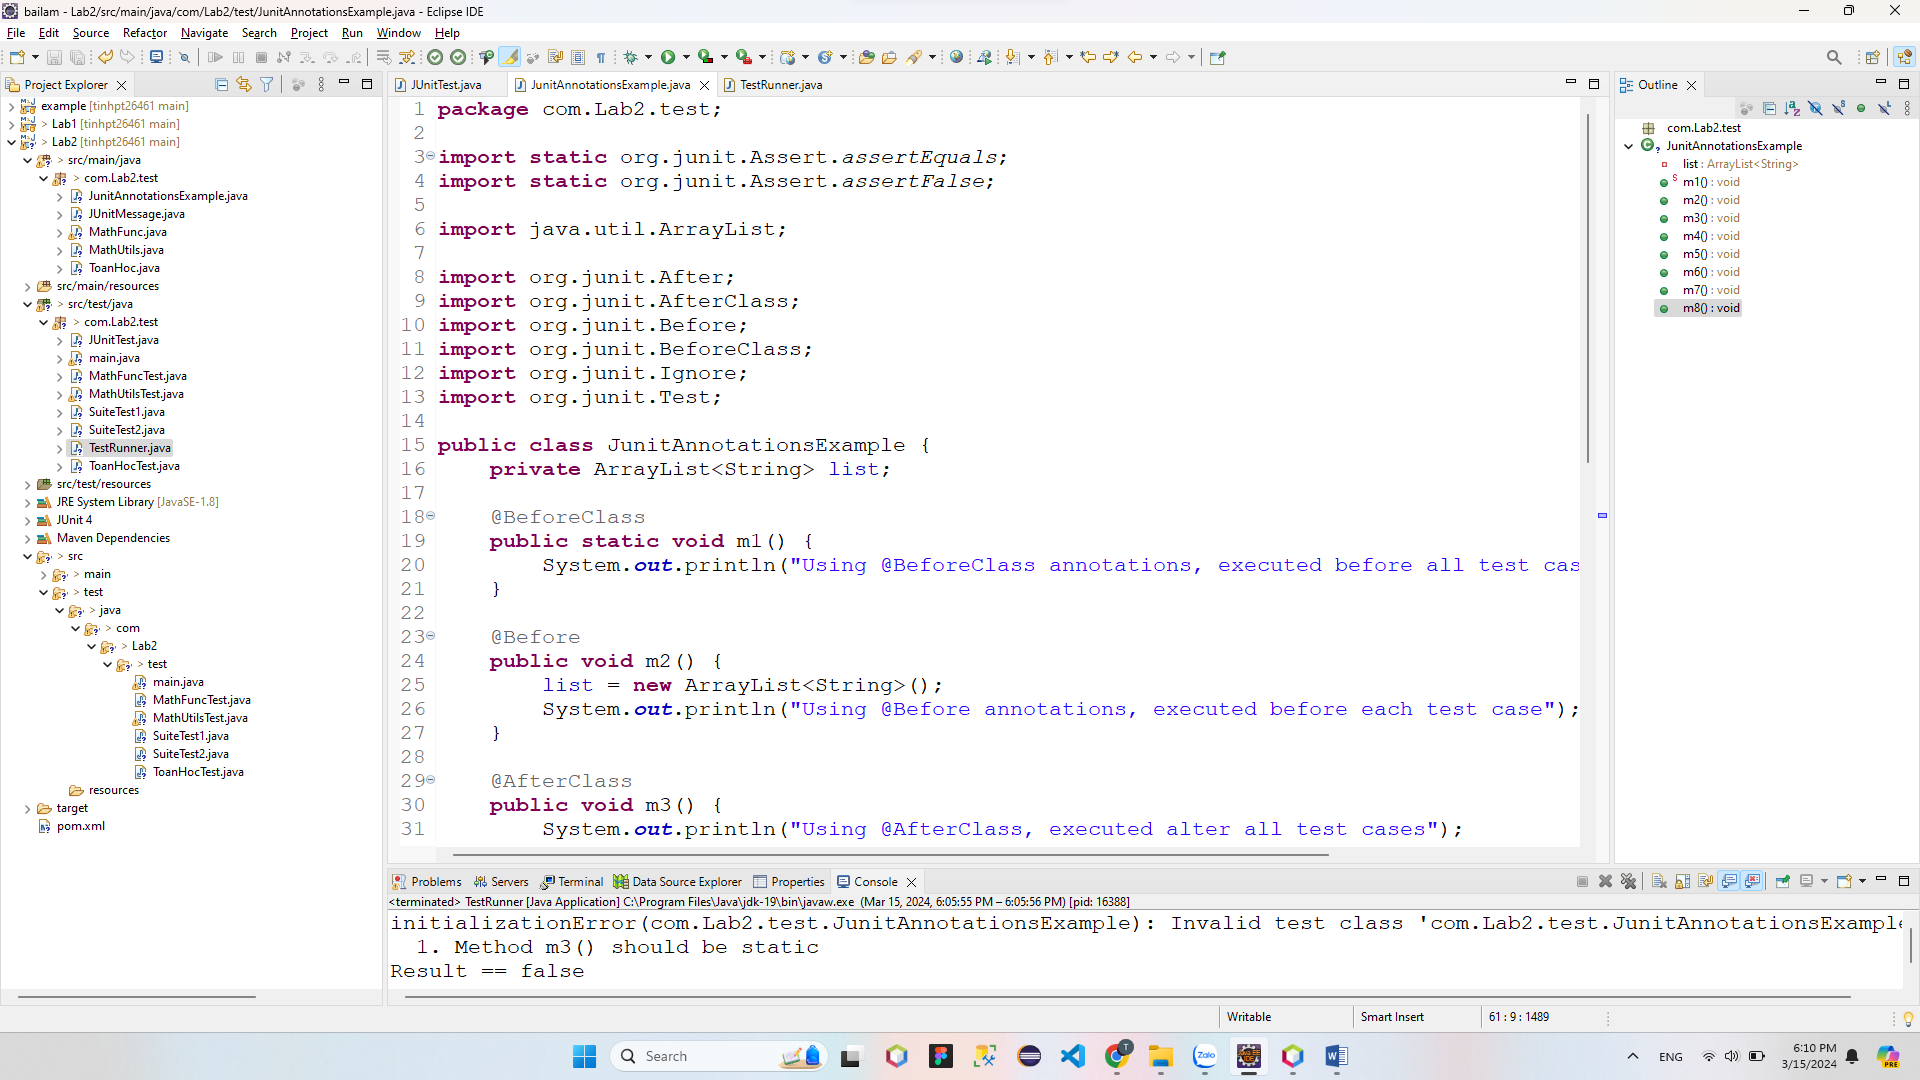 bailam - Lab2/src/main/java/com/Lab2/test/JunitAnnotationsExample.java - Eclipse IDE
File Edit Source Refactor Navigate Search Project Run Window Help
Project Explorer
example [tinhpt26461 main]
> Lab1 [tinhpt26461 main]
> Lab2 [tinhpt26461 main]
> src/main/java
> com.Lab2.test
JunitAnnotationsExample.java
JUnitMessage.java
MathFunc.java
MathUtils.java
ToanHoc.java
src/main/resources
> src/test/java
> com.Lab2.test
JUnitTest.java
main.java
MathFuncTest.java
MathUtilsTest.java
SuiteTest1.java
SuiteTest2.java
TestRunner.java
ToanHocTest.java
src/test/resources
JRE System Library [JavaSE-1.8]
JUnit 4
Maven Dependencies
> src
> main
> test
> java
> com
> Lab2
> test
main.java
MathFuncTest.java
MathUtilsTest.java
SuiteTest1.java
SuiteTest2.java
ToanHocTest.java
resources
target
pom.xml
JUnitTest.java JunitAnnotationsExample.java TestRunner.java
1 package com.Lab2.test;
2
3 import static org.junit.Assert.assertEquals;
4 import static org.junit.Assert.assertFalse;
5
6 import java.util.ArrayList;
7
8 import org.junit.After;
9 import org.junit.AfterClass;
10 import org.junit.Before;
11 import org.junit.BeforeClass;
12 import org.junit.Ignore;
13 import org.junit.Test;
14
15 public class JunitAnnotationsExample {
16 private ArrayList<String> list;
17
18 @BeforeClass
19 public static void m1() {
20 System.out.println("Using @BeforeClass annotations, executed before all test cas
21 }
22
23 @Before
24 public void m2() {
25 list = new ArrayList<String>();
26 System.out.println("Using @Before annotations, executed before each test case");
27 }
28
29 @AfterClass
30 public void m3() {
31 System.out.println("Using @AfterClass, executed alter all test cases");
Outline
com.Lab2.test
JunitAnnotationsExample
list : ArrayList<String>
S m1() : void
m2() : void
m3() : void
m4() : void
m5() : void
m6() : void
m7() : void
m8() : void
Problems Servers Terminal Data Source Explorer Properties Console
<terminated> TestRunner [Java Application] C:\Program Files\Java\jdk-19\bin\javaw.exe (Mar 15, 2024, 6:05:55 PM – 6:05:56 PM) [pid: 16388]
initializationError(com.Lab2.test.JunitAnnotationsExample): Invalid test class 'com.Lab2.test.JunitAnnotationsExample
1. Method m3() should be static
Result == false
Writable Smart Insert 61 : 9 : 1489
Search
T
Zalo
ENG
6:10 PM
3/15/2024
PRE